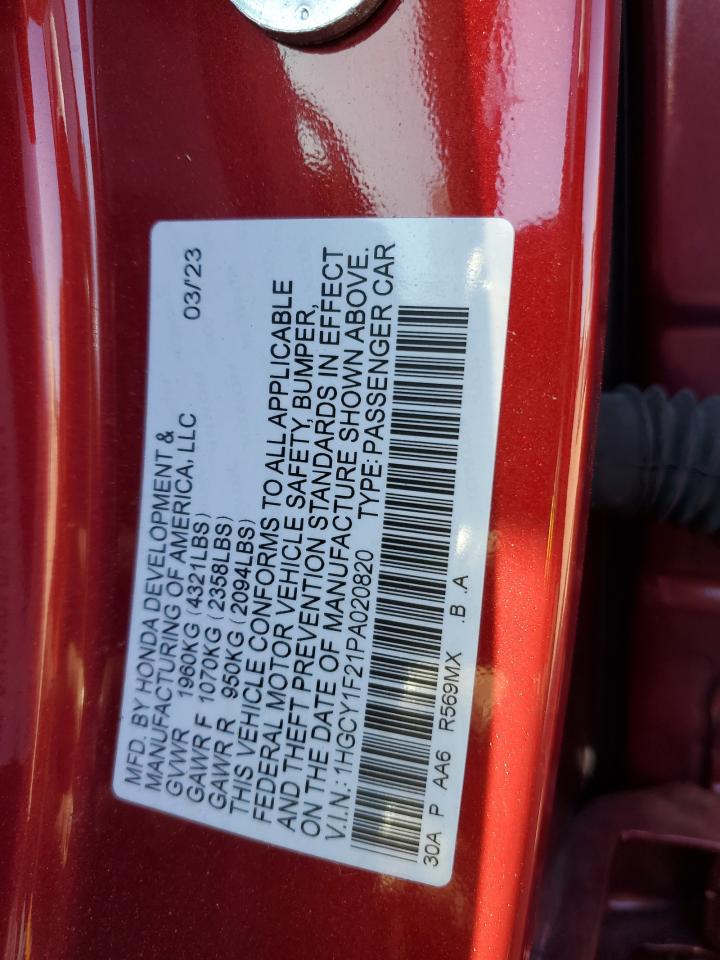 MFD. BY HONDA DEVELOPMENT &
MANUFACTURING OF AMERICA, LLC 03/'23
GVWR 1960KG (4321LBS)
GAWR F 1070KG (2358LBS)
GAWR R 950KG (2094LBS)
THIS VEHICLE CONFORMS TO ALL APPLICABLE
FEDERAL MOTOR VEHICLE SAFETY, BUMPER,
AND THEFT PREVENTION STANDARDS IN EFFECT
ON THE DATE OF MANUFACTURE SHOWN ABOVE.
V.I.N.: 1HGCY1F21PA020820 TYPE: PASSENGER CAR
30A P AA6 R569MX .B .A